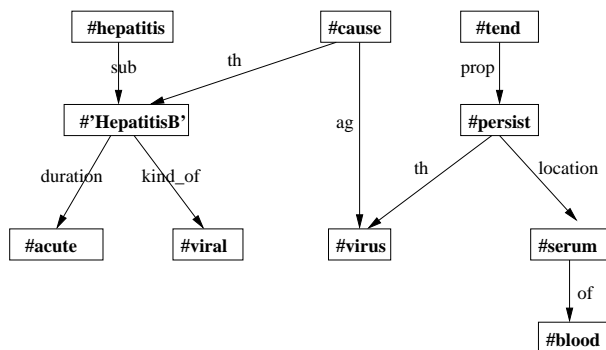 #hepatitis #cause #tend
sub th prop
#'HepatitisB' ag #persist
duration kind_of th location
#acute #viral #virus #serum
of
#blood